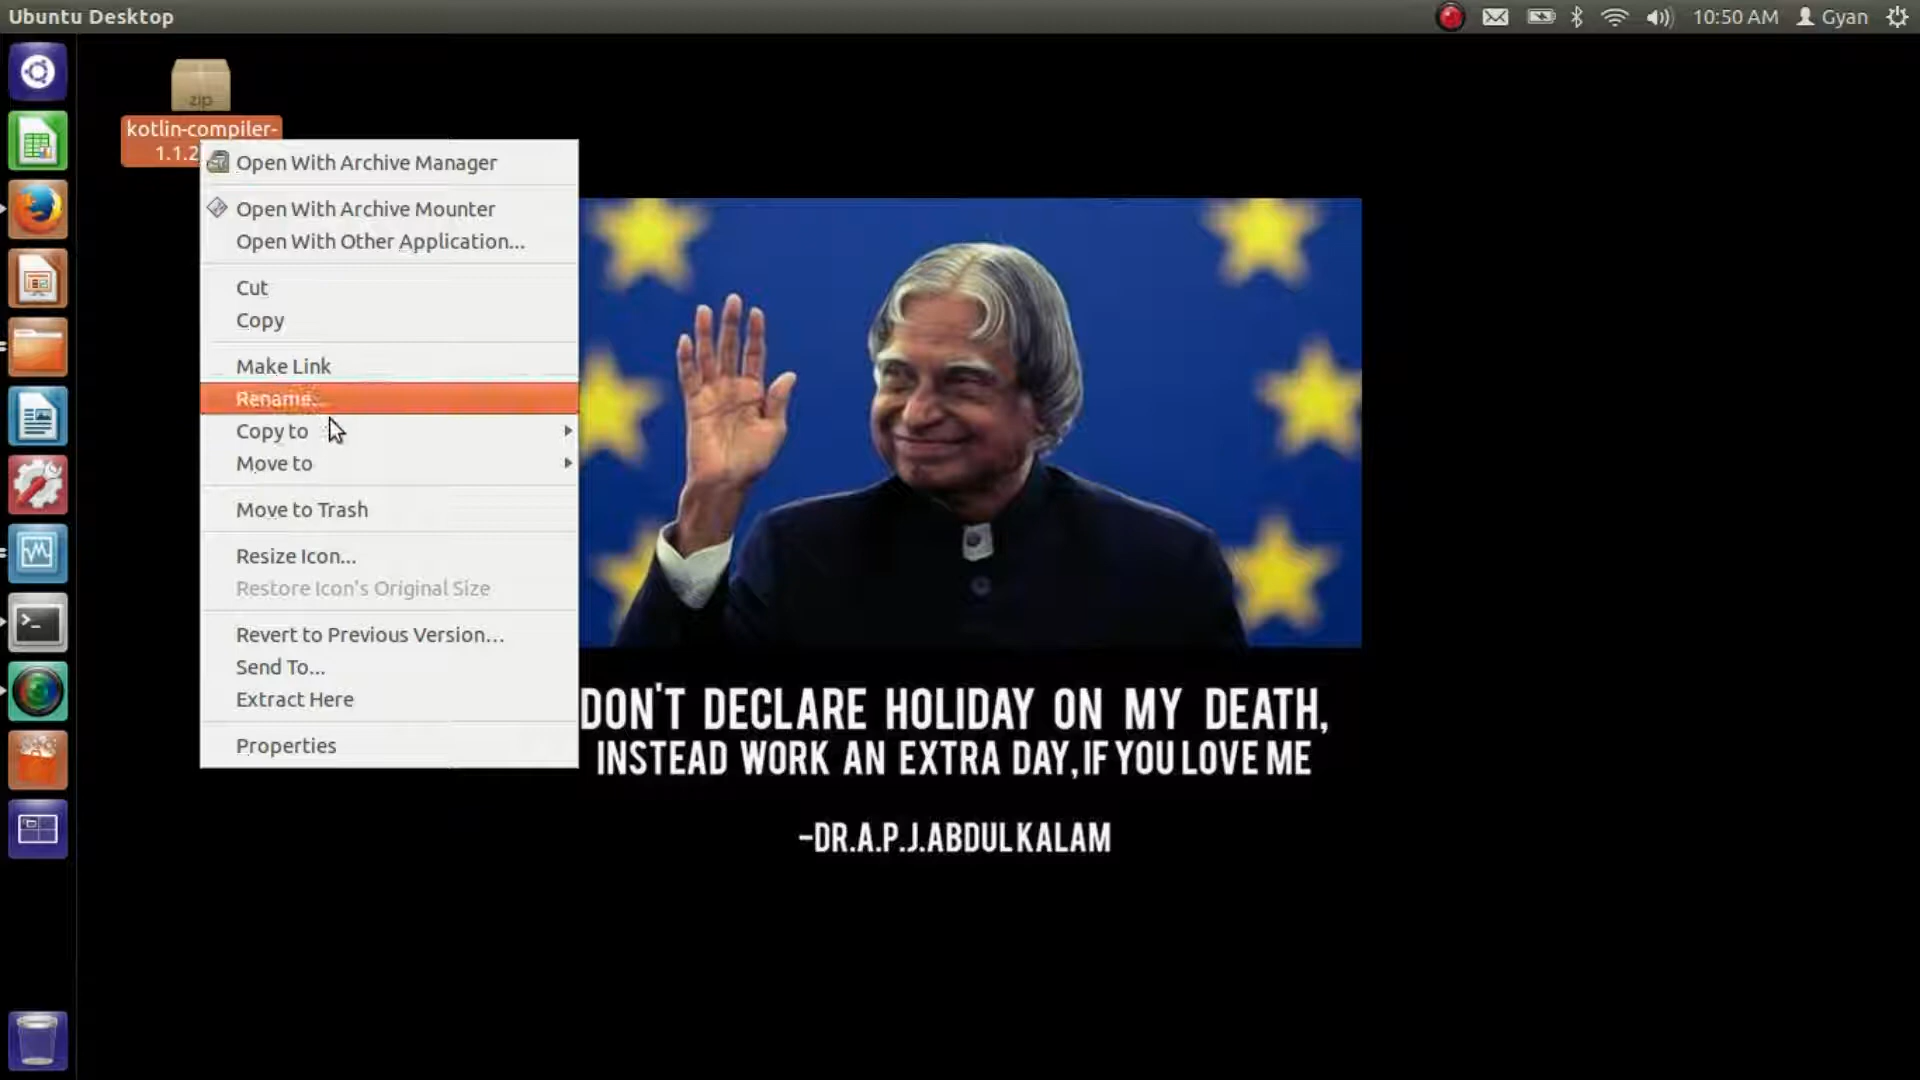 Ubuntu Desktop
10:50 AM
Gyan
zip
kotlin-compiler-
1.1.2
Open With Archive Manager
Open With Archive Mounter
Open With Other Application...
Cut
Copy
Make Link
Rename...
Copy to
Move to
Move to Trash
Resize Icon...
Restore Icon's Original Size
Revert to Previous Version...
Send To...
Extract Here
Properties
DON'T DECLARE HOLIDAY ON MY DEATH,
INSTEAD WORK AN EXTRA DAY,IF YOU LOVE ME
-DR.A.P.J.ABDUL KALAM